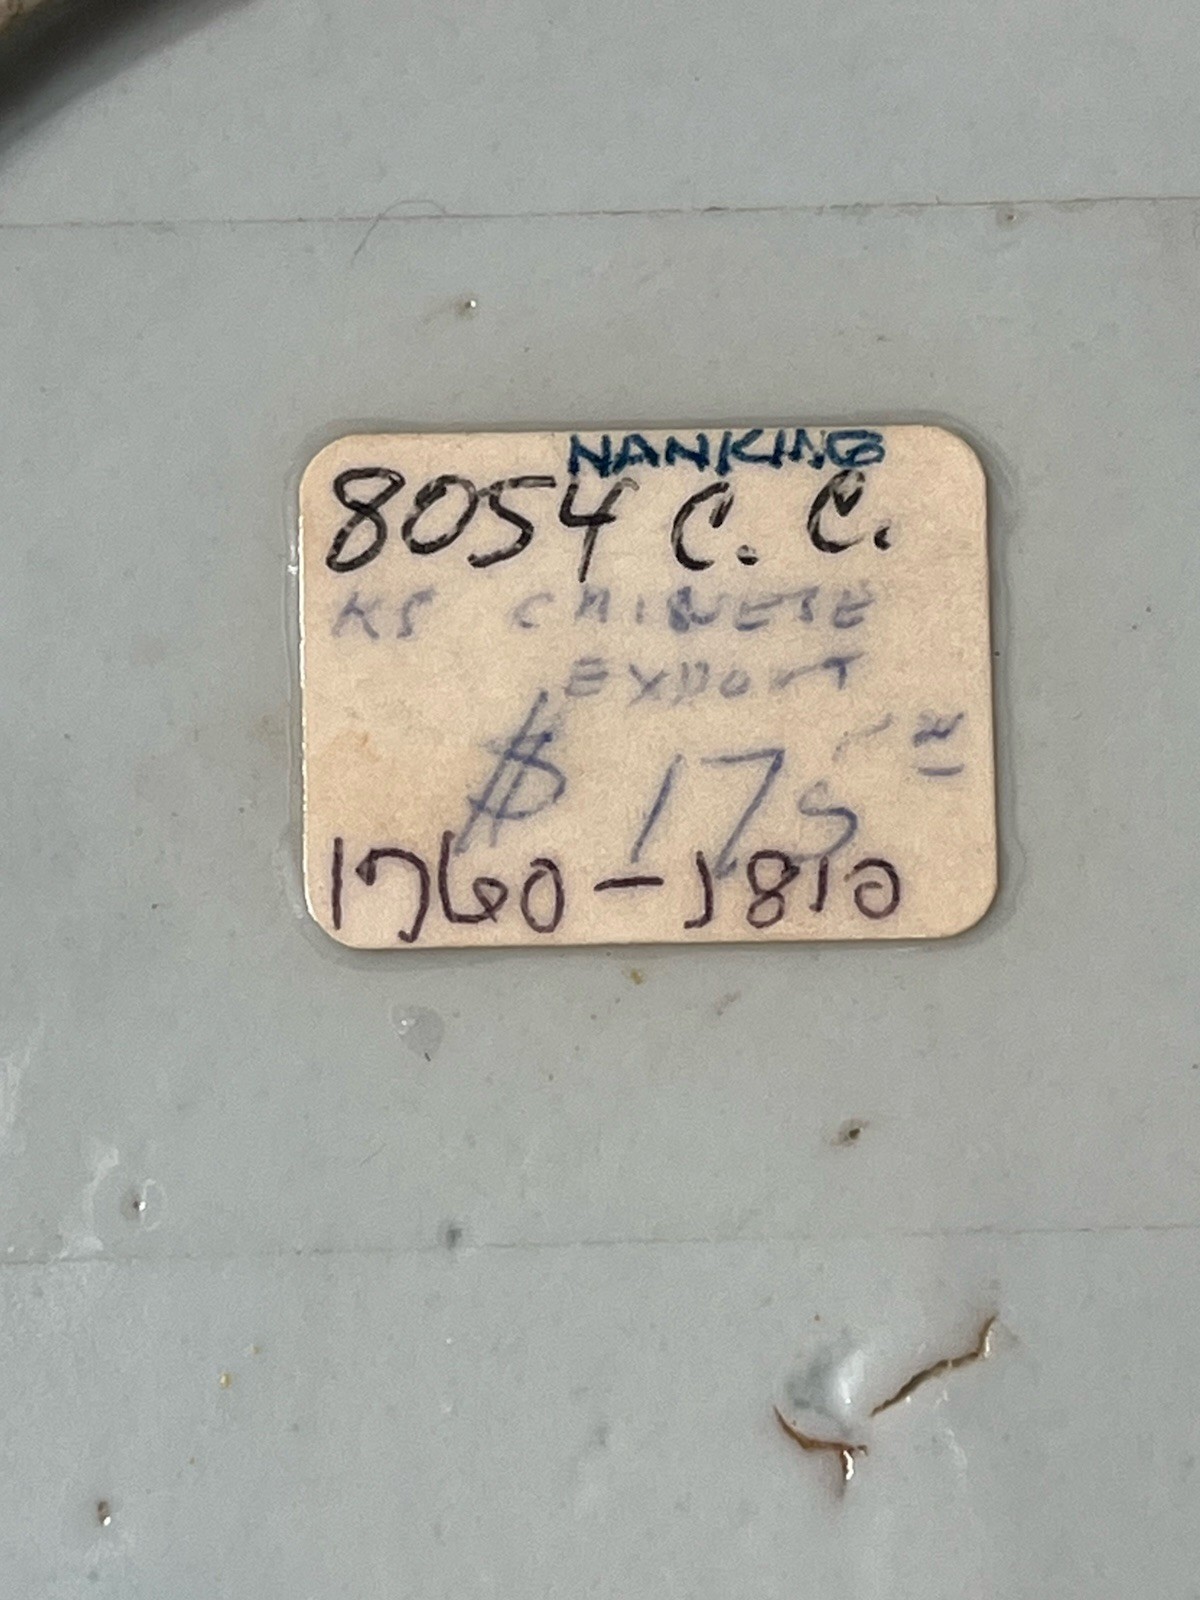 NANKING
8054 C. C.
KS CHINESE
EXPORT
$ 175
1760-1810